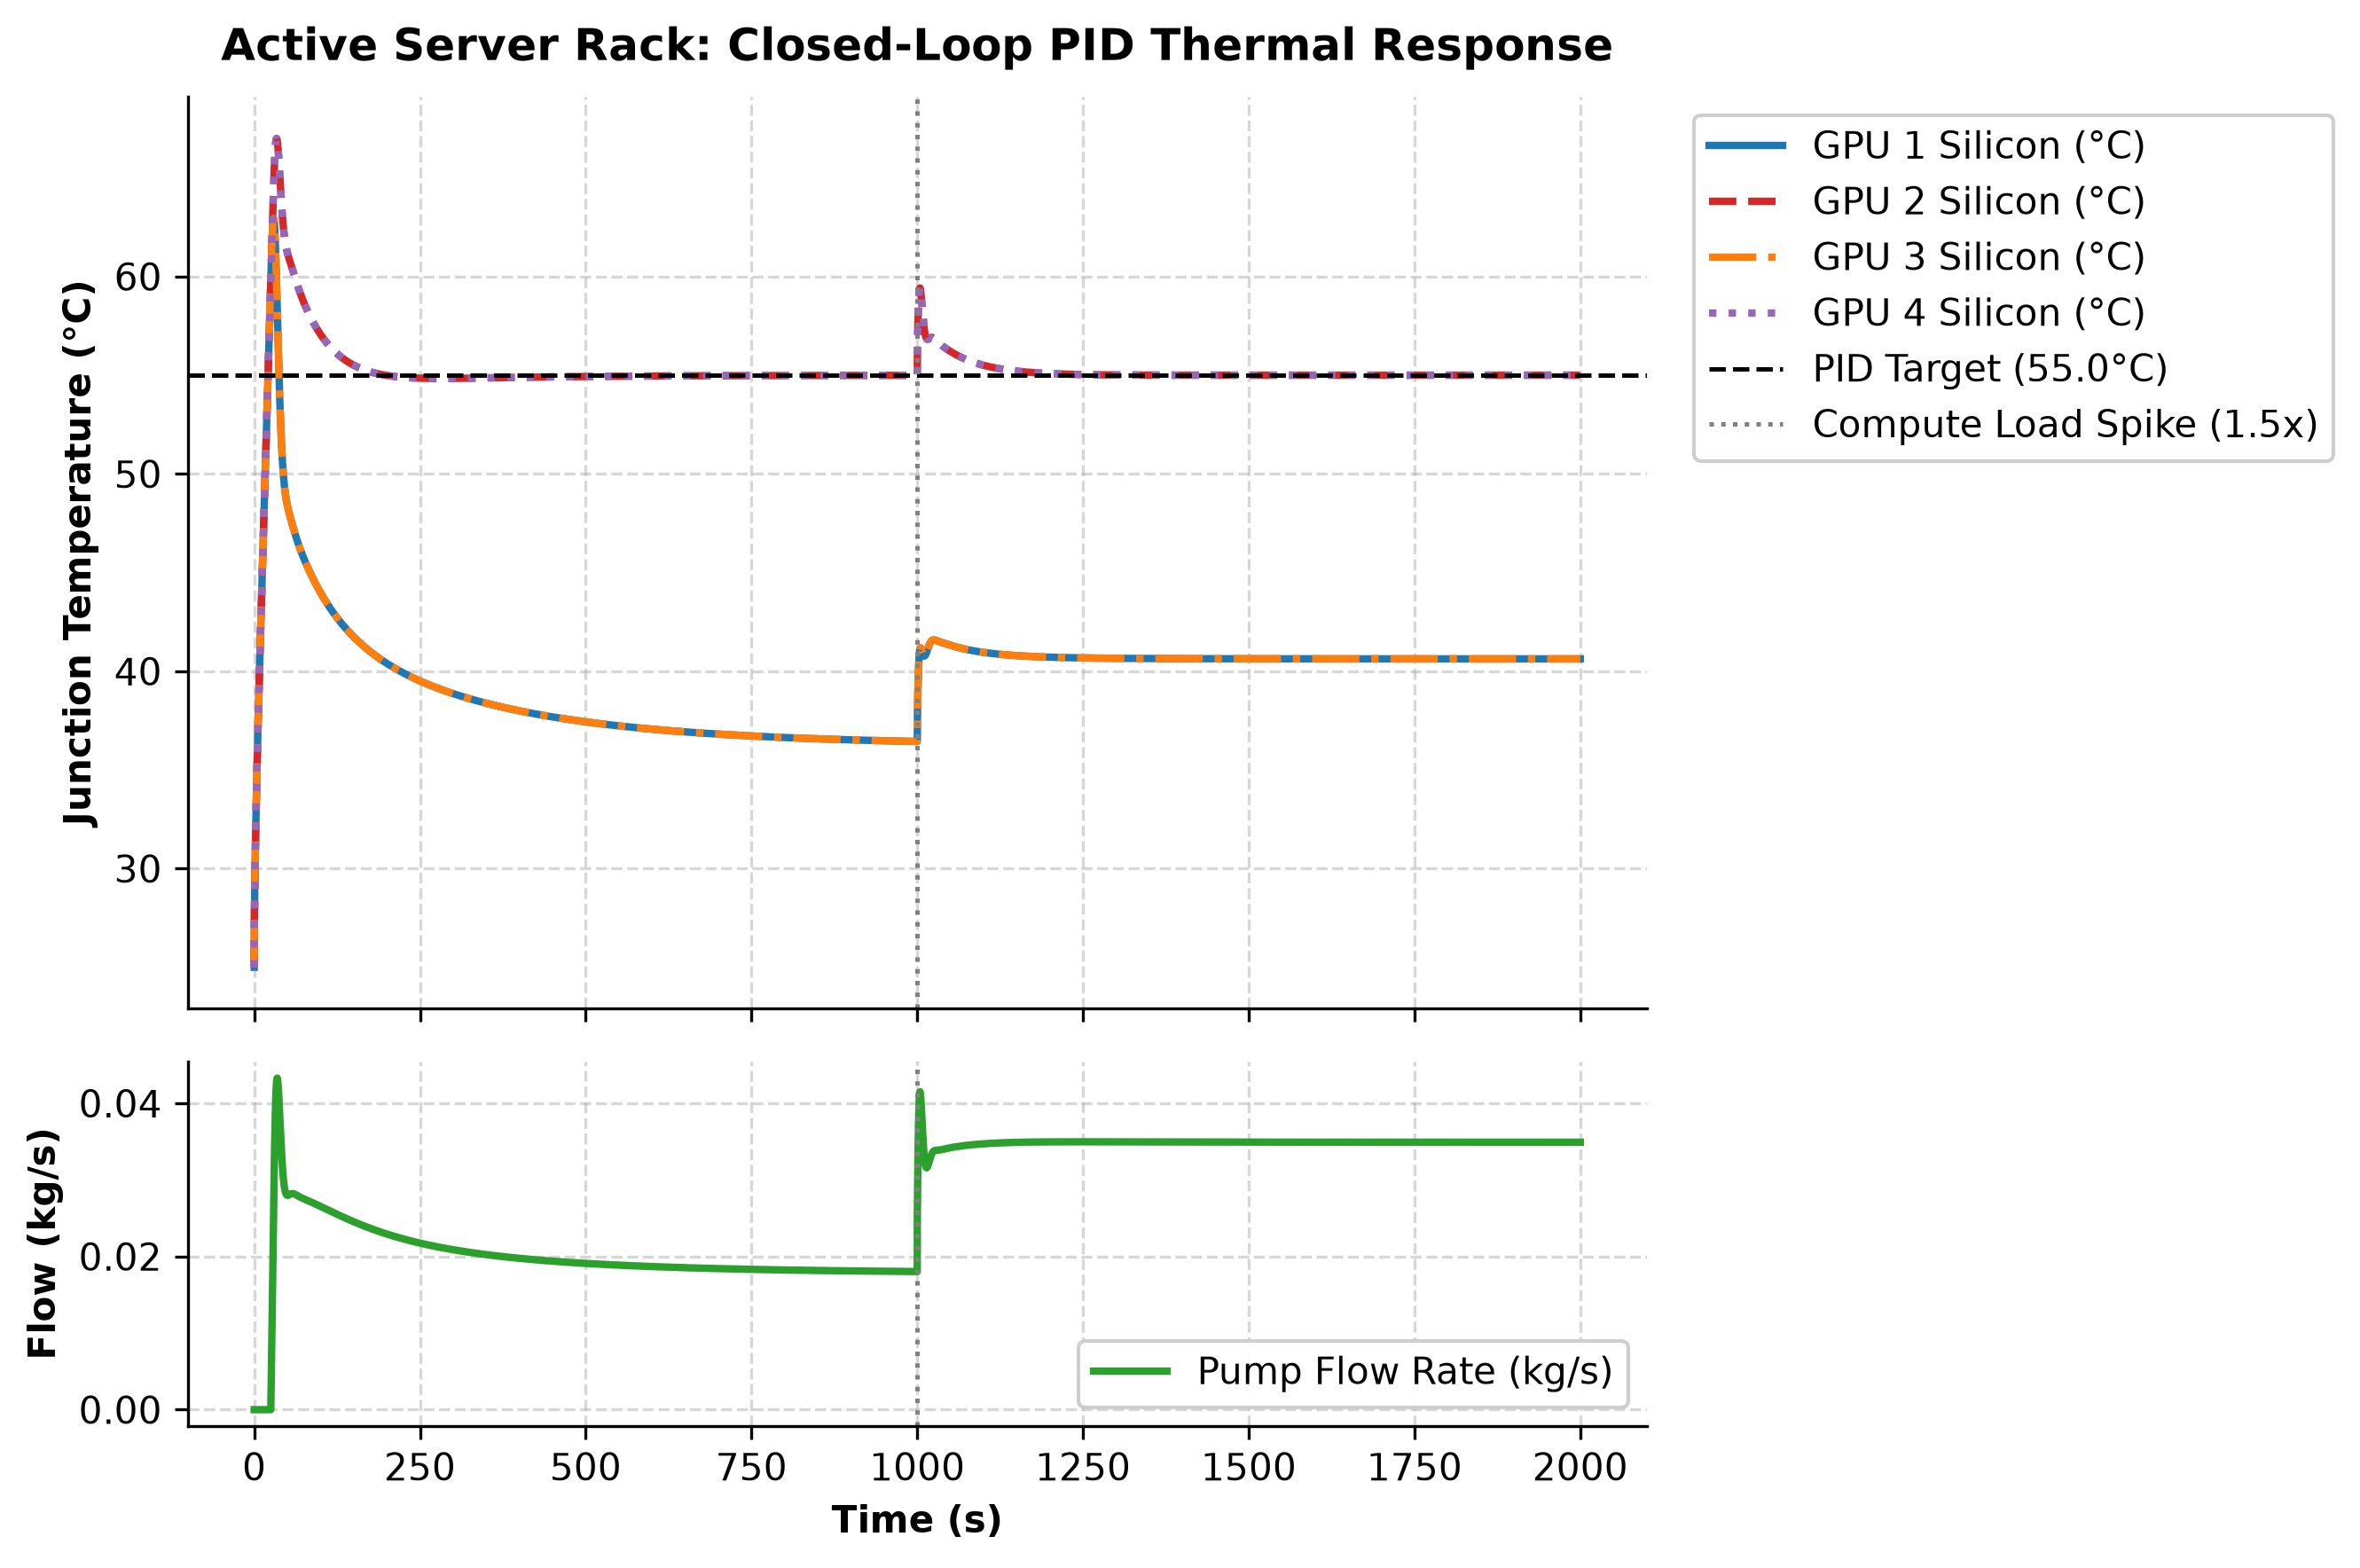 Active Server Rack: Closed-Loop PID Thermal Response
GPU 1 Silicon (°C)
GPU 2 Silicon (°C)
GPU 3 Silicon (°C)
GPU 4 Silicon (°C)
PID Target (55.0°C)
Compute Load Spike (1.5x)
Junction Temperature (°C)
60
50
40
30
Flow (kg/s)
0.04
0.02
0.00
Pump Flow Rate (kg/s)
0 250 500 750 1000 1250 1500 1750 2000
Time (s)